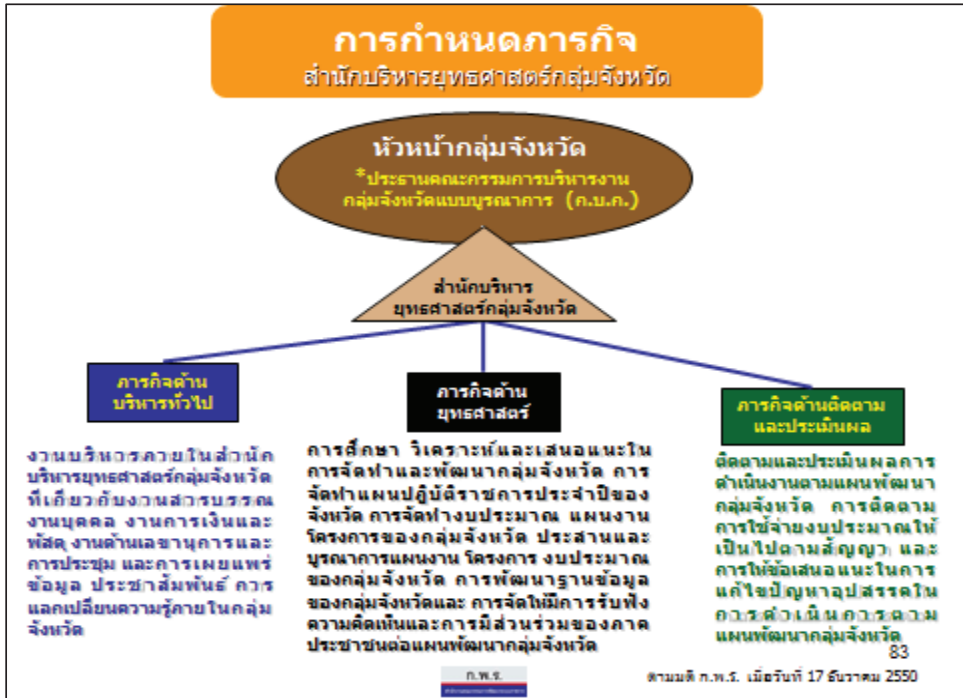 การกำหนดภารกิจ
สำนักบริหารยุทธศาสตร์กลุ่มจังหวัด
หัวหน้ากลุ่มจังหวัด
*ประธานคณะกรรมการบริหารงาน
กลุ่มจังหวัดแบบบูรณาการ (ก.บ.ก.)
สำนักบริหาร
ยุทธศาสตร์กลุ่มจังหวัด
ภารกิจด้าน
บริหารทั่วไป
งานบริหารภายในสำนัก
บริหารยุทธศาสตร์กลุ่มจังหวัด
ที่เกี่ยวกับงานสารบรรณ
งานบุคคล งานการเงินและ
พัสดุ งานด้านเลขานุการและ
การประชุม และการเผยแพร่
ข้อมูล ประชาสัมพันธ์ การ
แลกเปลี่ยนความรู้ภายในกลุ่ม
จังหวัด
ภารกิจด้าน
ยุทธศาสตร์
การศึกษา วิเคราะห์และเสนอแนะใน
การจัดทำและพัฒนากลุ่มจังหวัด การ
จัดทำแผนปฏิบัติราชการประจำปีของ
จังหวัด การจัดทำงบประมาณ แผนงาน
โครงการของกลุ่มจังหวัด ประสานและ
บูรณาการแผนงาน โครงการ งบประมาณ
ของกลุ่มจังหวัด การพัฒนาฐานข้อมูล
ของกลุ่มจังหวัดและ การจัดให้มีการรับฟัง
ความคิดเห็นและการมีส่วนร่วมของภาค
ประชาชนต่อแผนพัฒนากลุ่มจังหวัด
ภารกิจด้านติดตาม
และประเมินผล
ติดตามและประเมินผลการ
ดำเนินงานตามแผนพัฒนา
กลุ่มจังหวัด การติดตาม
การใช้จ่ายงบประมาณให้
เป็นไปตามสัญญา และ
การให้ข้อเสนอแนะในการ
แก้ไขปัญหาอุปสรรคใน
การดำเนินการตาม
แผนพัฒนากลุ่มจังหวัด
83
ก.พ.ร.
ตามมติ ก.พ.ร. เมื่อวันที่ 17 ธันวาคม 2550